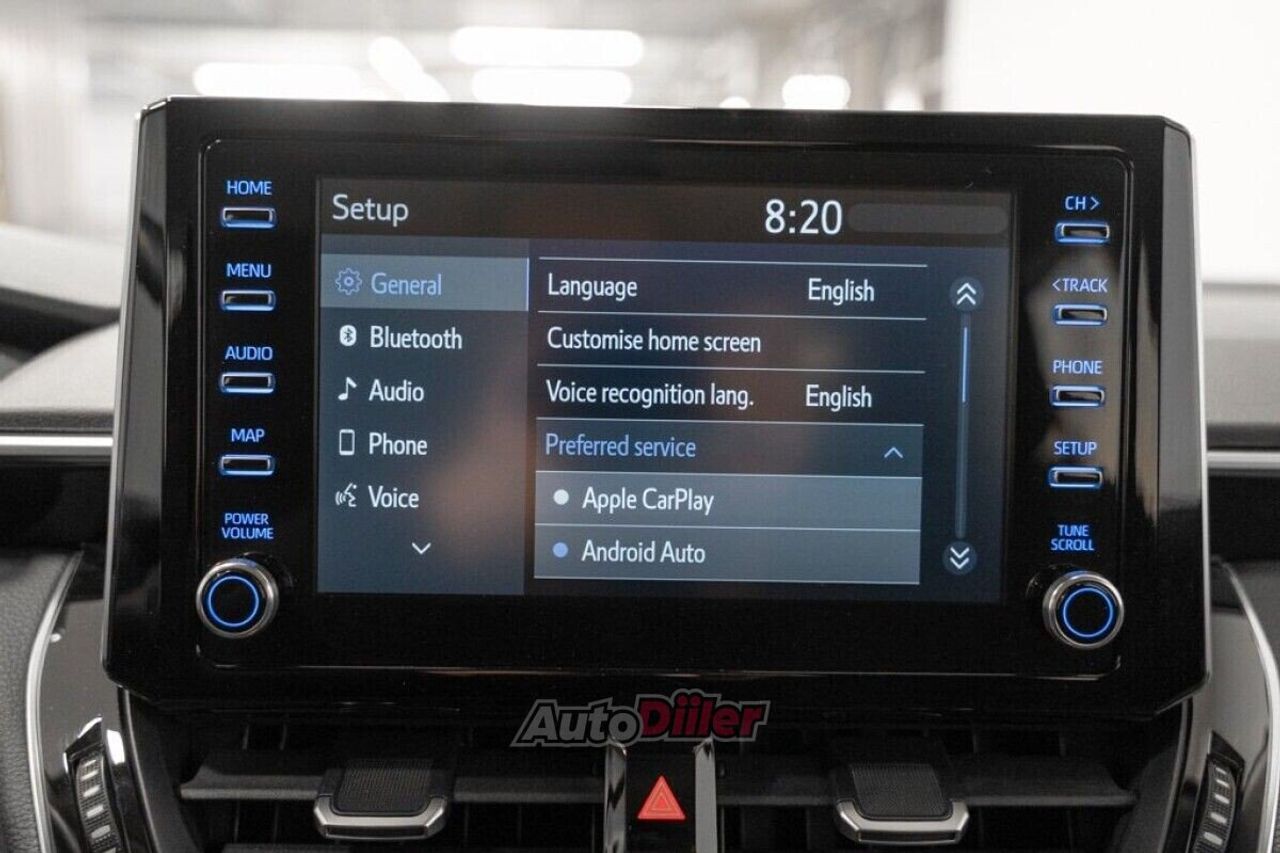 HOME
MENU
AUDIO
MAP
POWER
VOLUME
Setup
8:20
General
Bluetooth
Audio
Phone
Voice
Language English
Customise home screen
Voice recognition lang. English
Preferred service
Apple CarPlay
Android Auto
CH >
<TRACK
PHONE
SETUP
TUNE
SCROLL
AutoDiiler